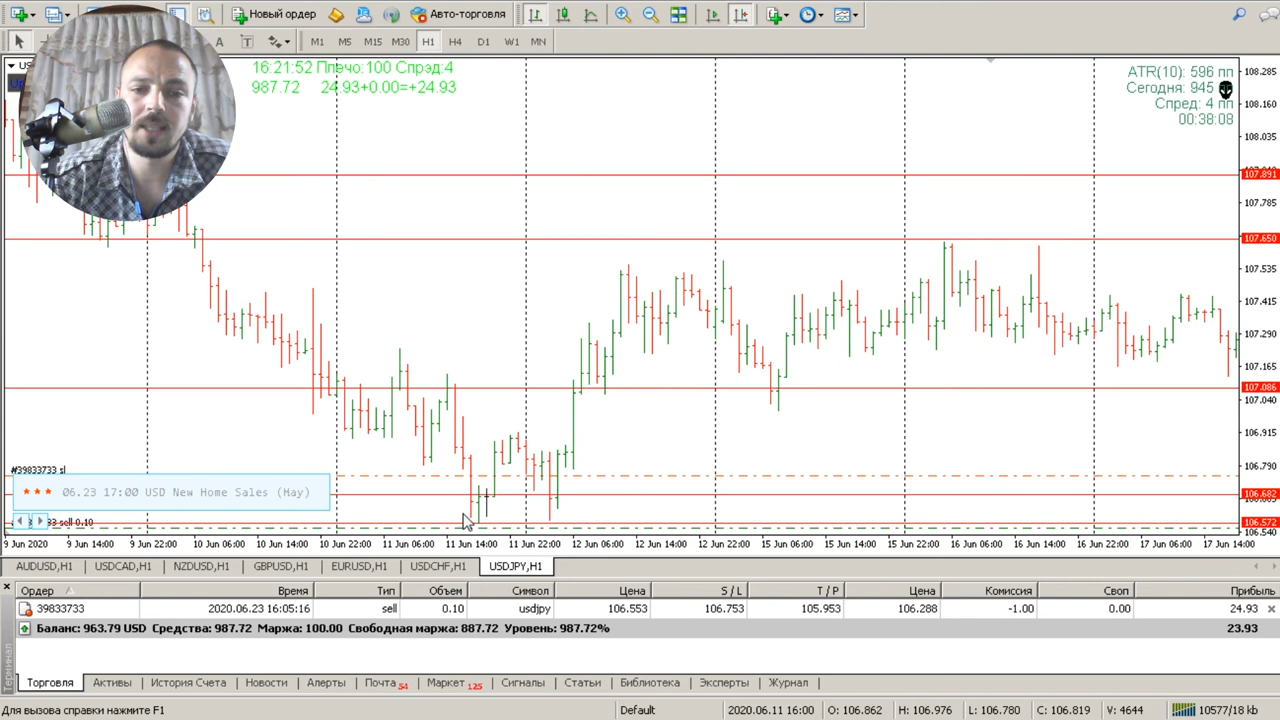 Новый ордер Авто-торговля
A T M1 M5 M15 M30 H1 H4 D1 W1 MN
16:21:52 Плечо:100 Спрэд:4
987.72 24.93+0.00=+24.93
ATR(10): 596 пп
Сегодня: 945
Спред: 4 пп
00:38:08
108.285
108.160
108.035
107.891
107.785
107.650
107.535
107.415
107.290
107.165
107.086
107.040
106.915
106.790
106.682
106.572
106.540
#39833733 sl
*** 06.23 17:00 USD New Home Sales (May)
33 sell 0.10
9 Jun 2020 9 Jun 14:00 9 Jun 22:00 10 Jun 06:00 10 Jun 14:00 10 Jun 22:00 11 Jun 06:00 11 Jun 14:00 11 Jun 22:00 12 Jun 06:00 12 Jun 14:00 12 Jun 22:00 15 Jun 06:00 15 Jun 14:00 15 Jun 22:00 16 Jun 06:00 16 Jun 14:00 16 Jun 22:00 17 Jun 06:00 17 Jun 14:00
AUDUSD,H1 USDCAD,H1 NZDUSD,H1 GBPUSD,H1 EURUSD,H1 USDCHF,H1 USDJPY,H1
Ордер Время Тип Объем Символ Цена S / L T / P Цена Комиссия Своп Прибыль
39833733 2020.06.23 16:05:16 sell 0.10 usdjpy 106.553 106.753 105.953 106.288 -1.00 0.00 24.93
Баланс: 963.79 USD Средства: 987.72 Маржа: 100.00 Свободная маржа: 887.72 Уровень: 987.72% 23.93
Терминал
Торговля Активы История Счета Новости Алерты Почта 54 Маркет 125 Сигналы Статьи Библиотека Эксперты Журнал
Для вызова справки нажмите F1 Default 2020.06.11 16:00 O: 106.862 H: 106.976 L: 106.780 C: 106.819 V: 4644 10577/18 kb